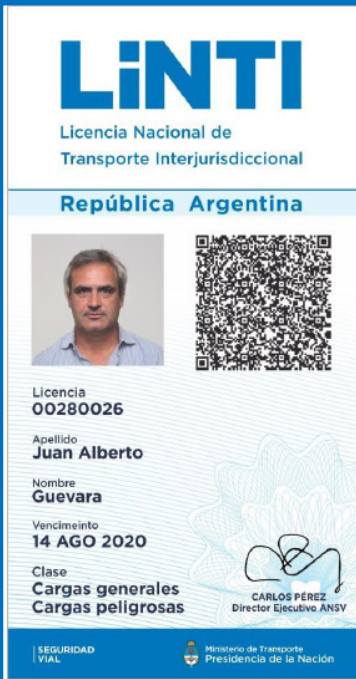 LiNTI
Licencia Nacional de
Transporte Interjurisdiccional
República Argentina
Licencia
00280026
Apellido
Juan Alberto
Nombre
Guevara
Vencimeinto
14 AGO 2020
Clase
Cargas generales
Cargas peligrosas
CARLOS PÉREZ
Director Ejecutivo ANSV
SEGURIDAD
VIAL
Ministerio de Transporte
Presidencia de la Nación